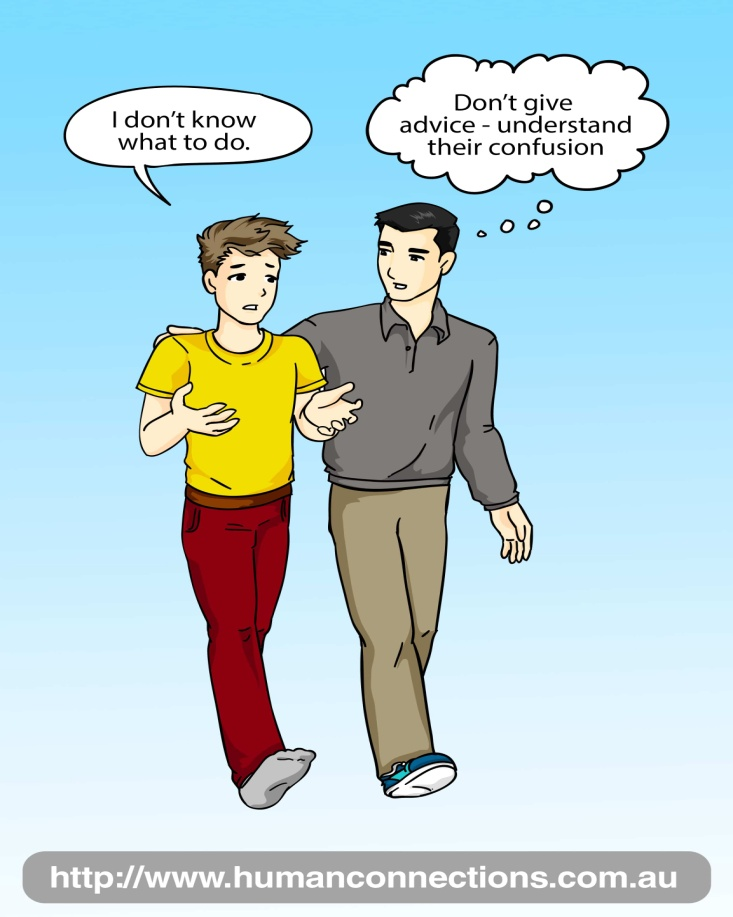 I don't know
what to do.
Don't give
advice - understand
their confusion
http://www.humanconnections.com.au